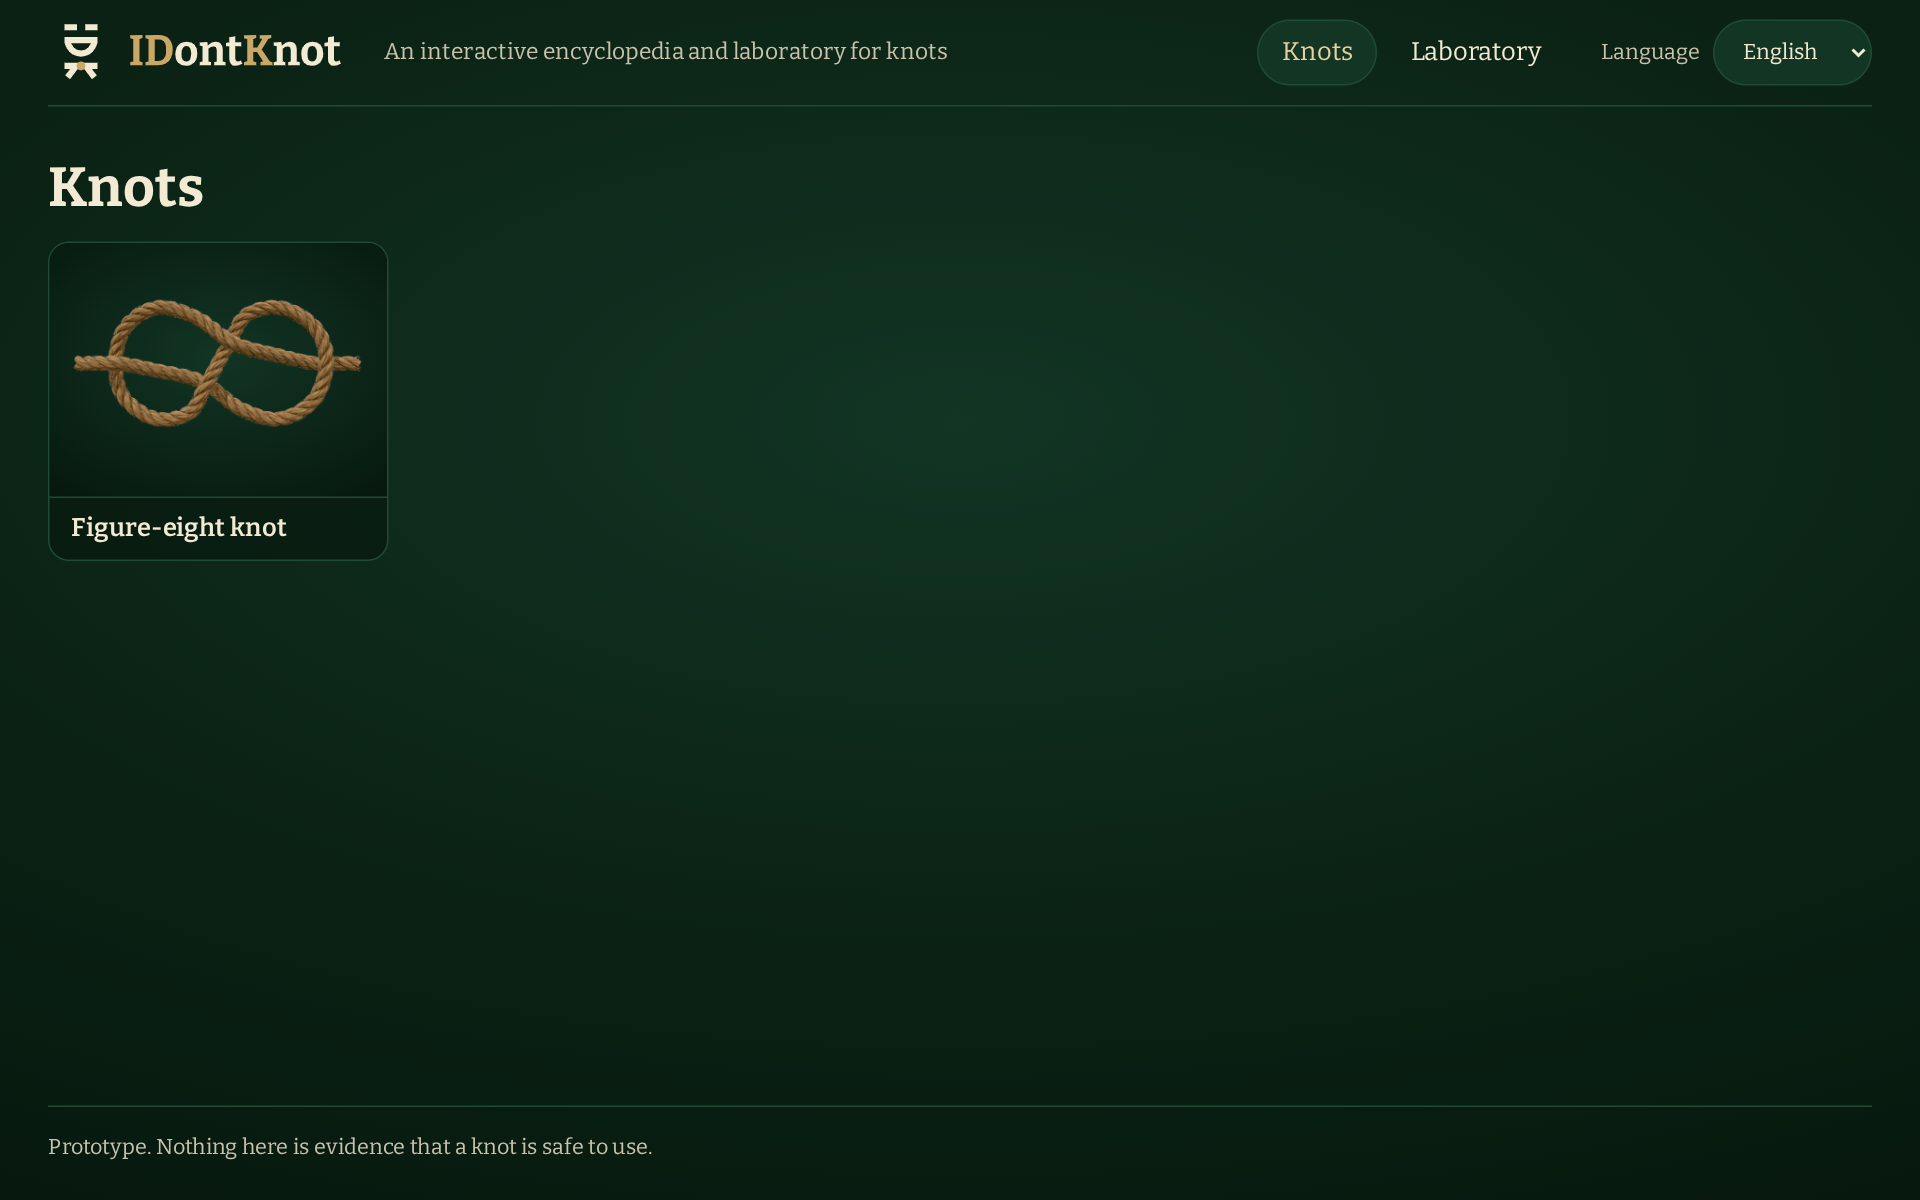 IDontKnot
An interactive encyclopedia and laboratory for knots
Knots
Laboratory
Language
English
Knots
Figure-eight knot
Prototype. Nothing here is evidence that a knot is safe to use.